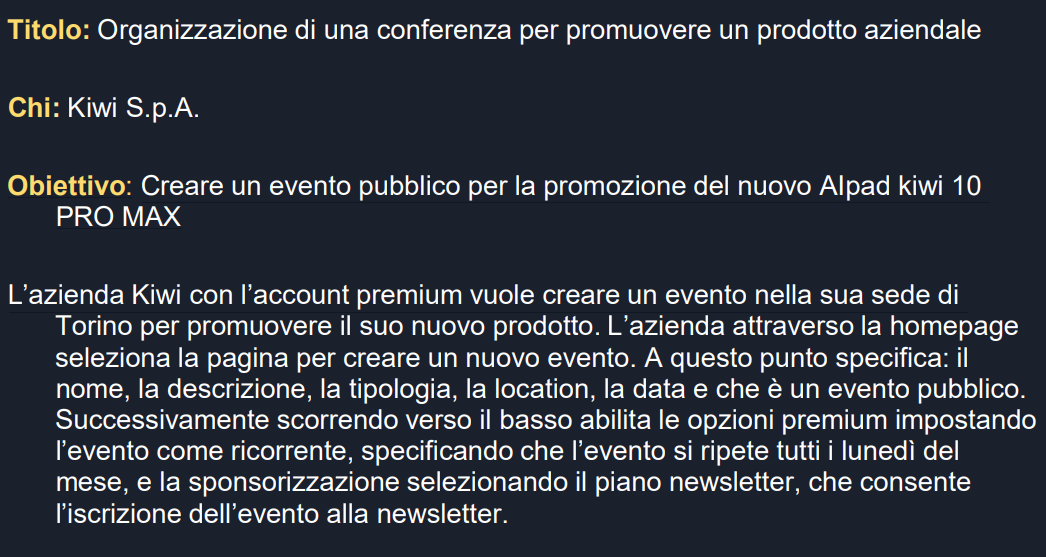 Titolo: Organizzazione di una conferenza per promuovere un prodotto aziendale
Chi: Kiwi S.p.A.
Obiettivo: Creare un evento pubblico per la promozione del nuovo AIpad kiwi 10
PRO MAX
L’azienda Kiwi con l’account premium vuole creare un evento nella sua sede di
Torino per promuovere il suo nuovo prodotto. L’azienda attraverso la homepage
seleziona la pagina per creare un nuovo evento. A questo punto specifica: il
nome, la descrizione, la tipologia, la location, la data e che è un evento pubblico.
Successivamente scorrendo verso il basso abilita le opzioni premium impostando
l’evento come ricorrente, specificando che l’evento si ripete tutti i lunedì del
mese, e la sponsorizzazione selezionando il piano newsletter, che consente
l’iscrizione dell’evento alla newsletter.